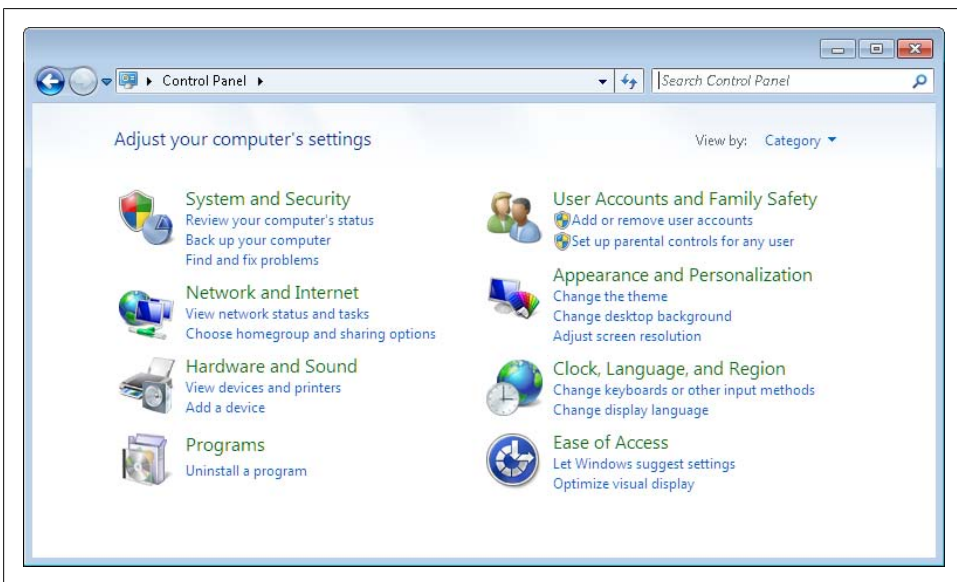 Control Panel
Search Control Panel
Adjust your computer's settings
View by: Category
System and Security
Review your computer's status
Back up your computer
Find and fix problems
Network and Internet
View network status and tasks
Choose homegroup and sharing options
Hardware and Sound
View devices and printers
Add a device
Programs
Uninstall a program
User Accounts and Family Safety
Add or remove user accounts
Set up parental controls for any user
Appearance and Personalization
Change the theme
Change desktop background
Adjust screen resolution
Clock, Language, and Region
Change keyboards or other input methods
Change display language
Ease of Access
Let Windows suggest settings
Optimize visual display